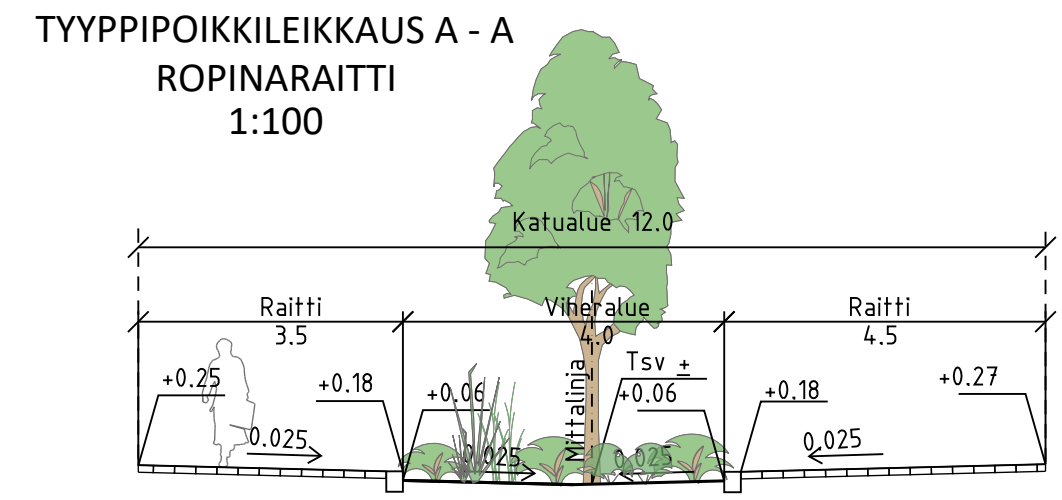 TYYPPIPOIKKILEIKKAUS A - A
ROPINARAITTI
1:100
Katualue 12.0
Raitti
3.5
Viheralue
4.0
Raitti
4.5
Mittalinja
Tsv ±
+0.25
+0.18
+0.06
+0.06
+0.18
+0.27
0.025
0.025
0.025
0.025